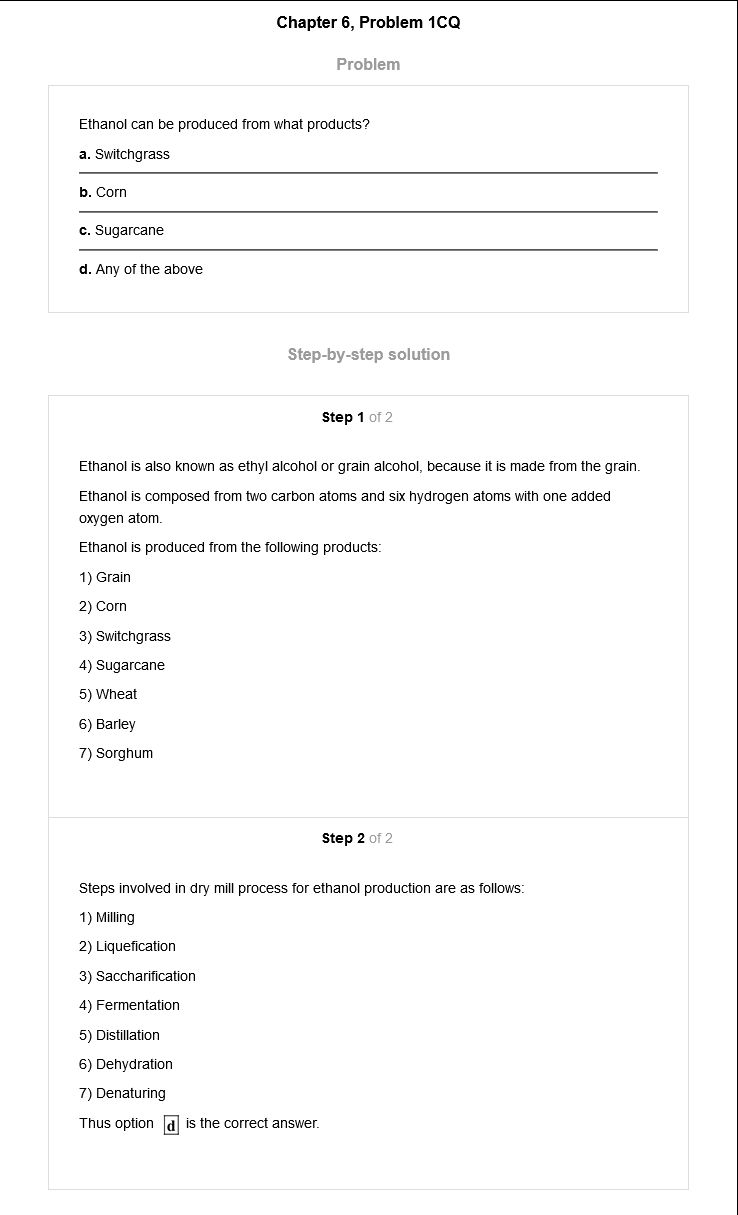 Chapter 6, Problem 1CQ
Problem
Ethanol can be produced from what products?
a. Switchgrass
b. Corn
c. Sugarcane
d. Any of the above
Step-by-step solution
Step 1 of 2
Ethanol is also known as ethyl alcohol or grain alcohol, because it is made from the grain.
Ethanol is composed from two carbon atoms and six hydrogen atoms with one added
oxygen atom.
Ethanol is produced from the following products:
1) Grain
2) Corn
3) Switchgrass
4) Sugarcane
5) Wheat
6) Barley
7) Sorghum
Step 2 of 2
Steps involved in dry mill process for ethanol production are as follows:
1) Milling
2) Liquefication
3) Saccharification
4) Fermentation
5) Distillation
6) Dehydration
7) Denaturing
Thus option d is the correct answer.